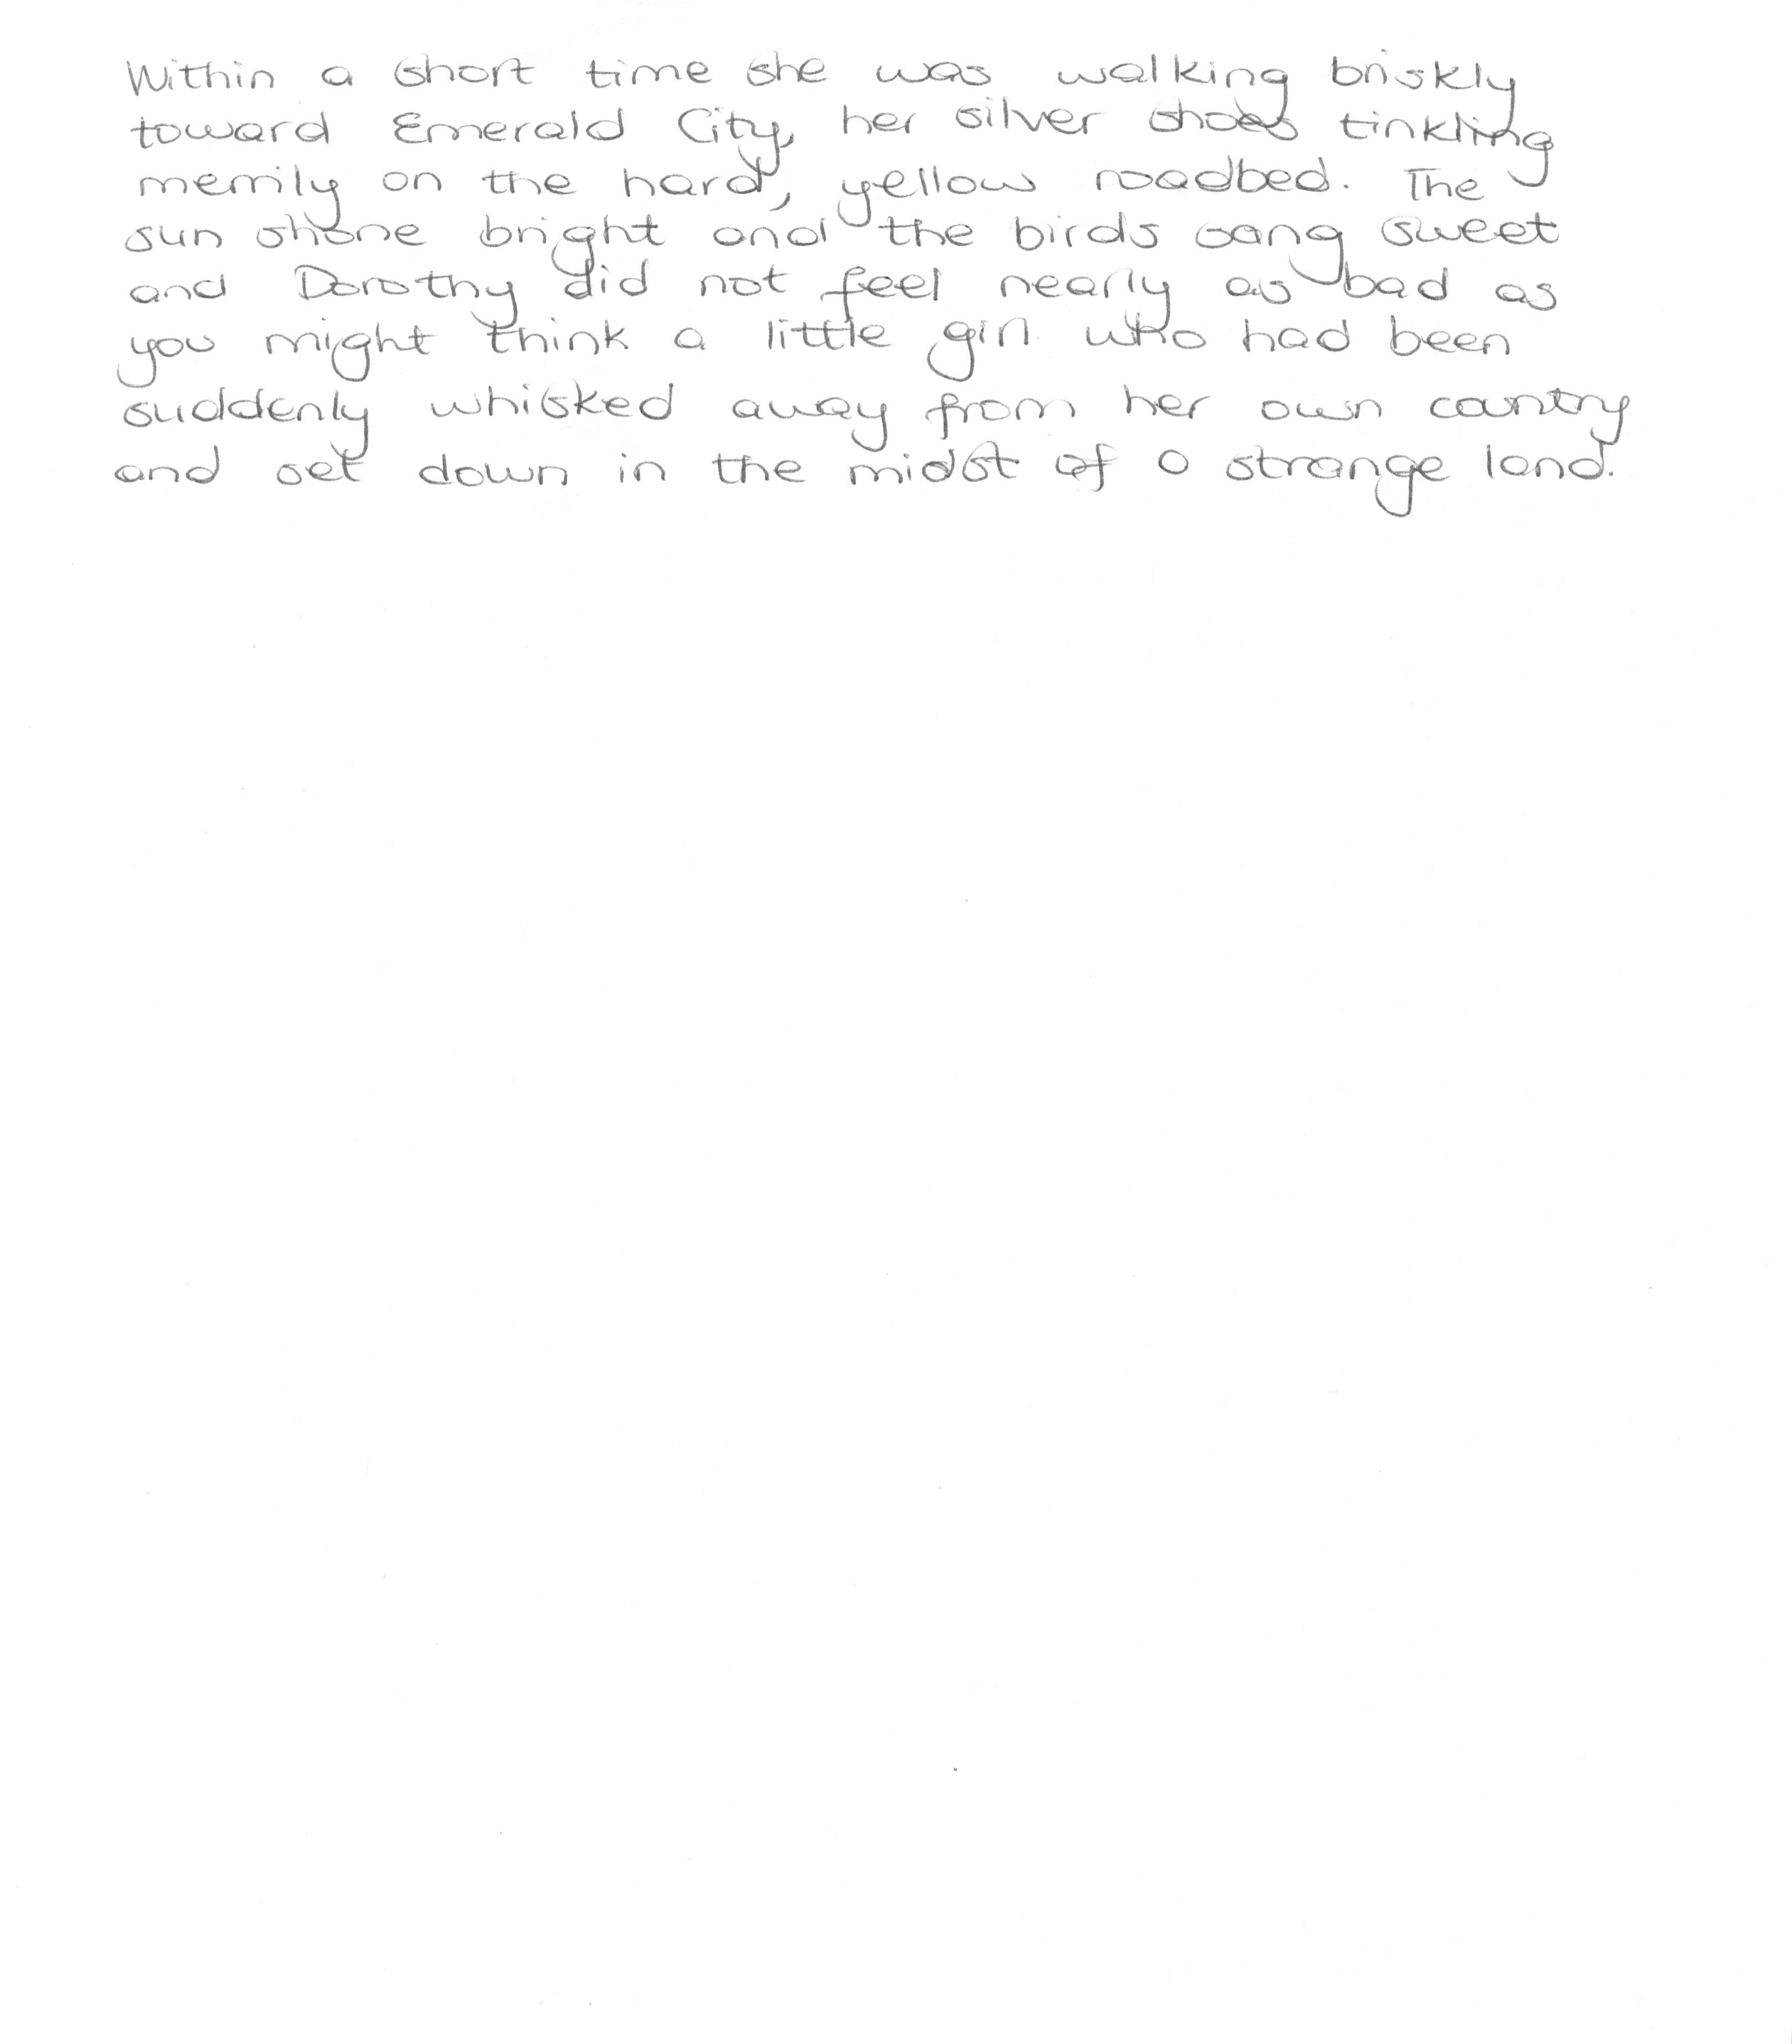 Within a short time she was walking briskly
toward Emerald City, her silver shoes tinkling
merrily on the hard, yellow roadbed. The
sun shone bright and the birds sang sweet
and Dorothy did not feel nearly as bad as
you might think a little girl who had been
suddenly whisked away from her own country
and set down in the midst of a strange land.